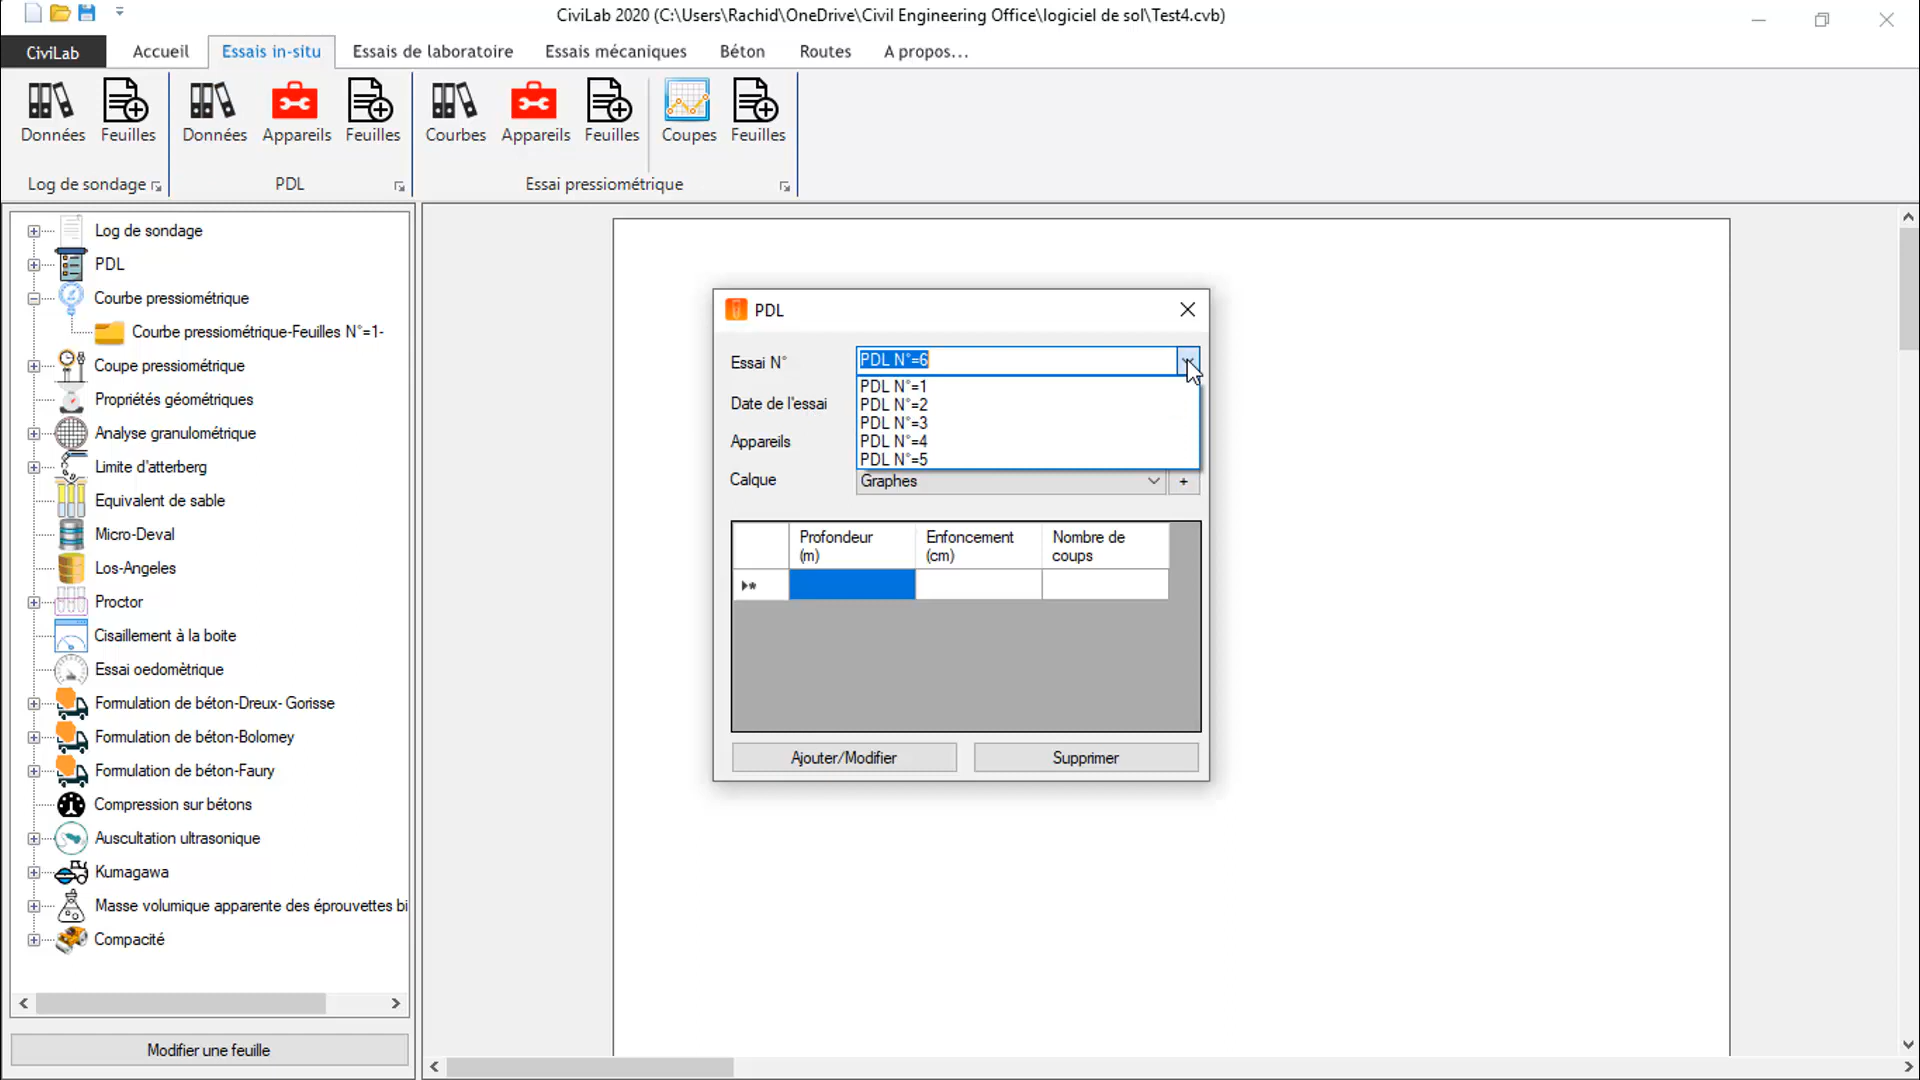 CiviLab 2020 (C:\Users\Rachid\OneDrive\Civil Engineering Office\logiciel de sol\Test4.cvb)
CiviLab Accueil Essais in-situ Essais de laboratoire Essais mécaniques Béton Routes A propos...
Données Feuilles Données Appareils Feuilles Courbes Appareils Feuilles Coupes Feuilles
Log de sondage PDL Essai pressiométrique
Log de sondage
PDL
Courbe pressiométrique
Courbe pressiométrique-Feuilles N°=1-
Coupe pressiométrique
Propriétés géométriques
Analyse granulométrique
Limite d'atterberg
Equivalent de sable
Micro-Deval
Los-Angeles
Proctor
Cisaillement à la boite
Essai oedomètrique
Formulation de béton-Dreux- Gorisse
Formulation de béton-Bolomey
Formulation de béton-Faury
Compression sur bétons
Auscultation ultrasonique
Kumagawa
Masse volumique apparente des éprouvettes bi
Compacité
Modifier une feuille
PDL
Essai N° PDL N°=6
PDL N°=1
PDL N°=2
PDL N°=3
PDL N°=4
PDL N°=5
Date de l'essai
Appareils
Calque Graphes +
Profondeur (m) Enfoncement (cm) Nombre de coups
Ajouter/Modifier Supprimer